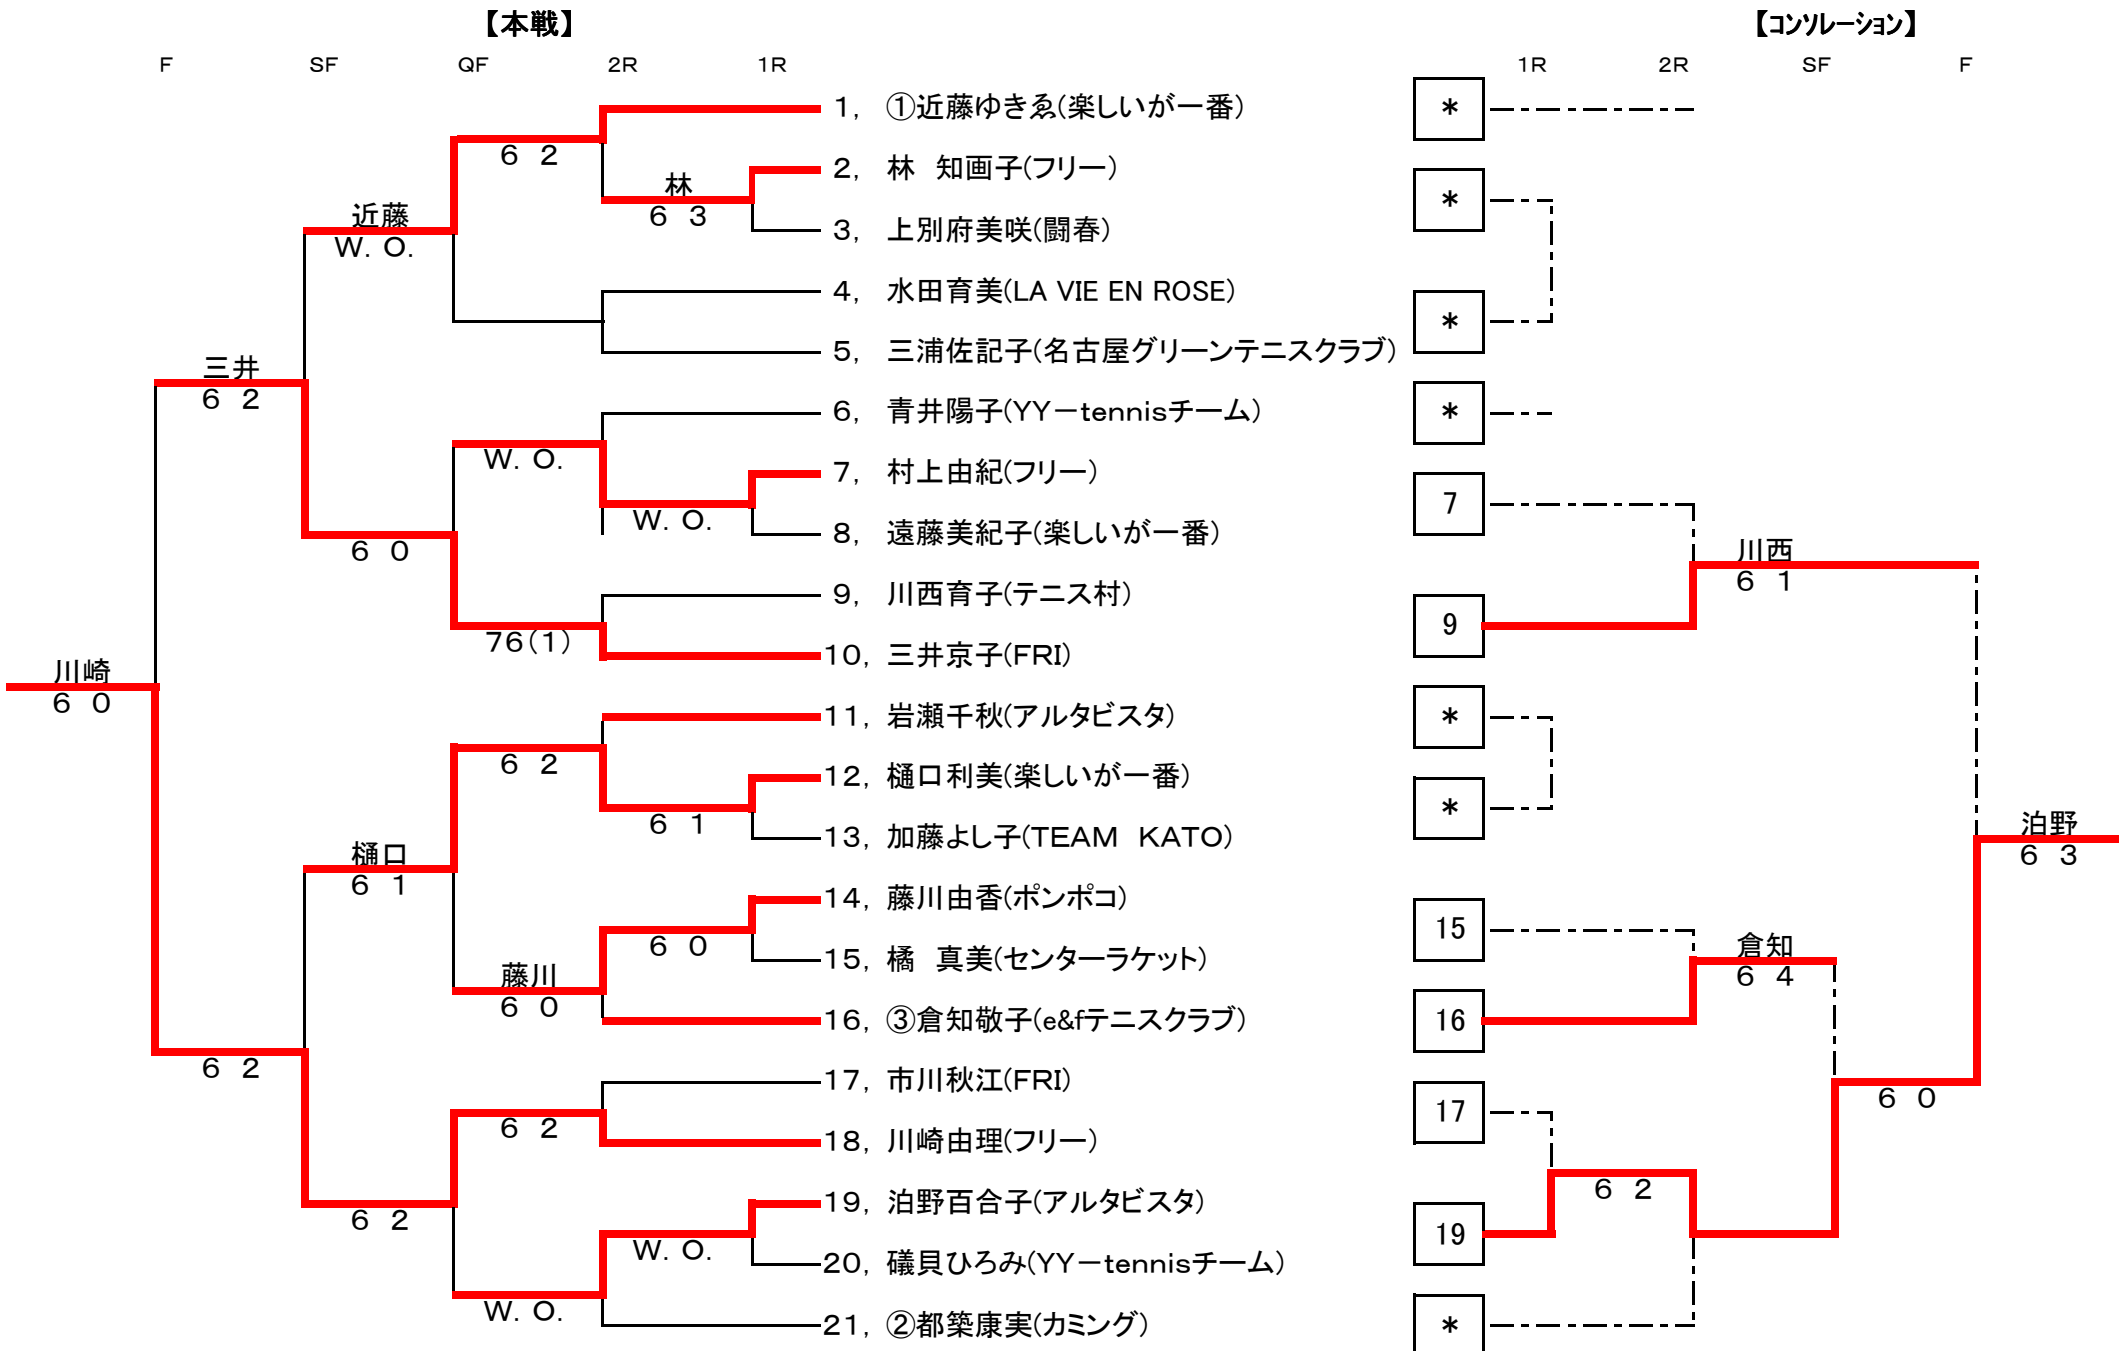 【本戦】 【コンソレーション】
F SF QF 2R 1R 1R 2R SF F
1, ①近藤ゆきゑ(楽しいが一番) *
6 2
2, 林 知画子(フリー)
林
6 3
*
近藤
W. O.
3, 上別府美咲(闘春)
4, 水田育美(LA VIE EN ROSE)
*
5, 三浦佐記子(名古屋グリーンテニスクラブ)
三井
6 2
6, 青井陽子(YY－tennisチーム) *
W. O.
7, 村上由紀(フリー)
7
W. O.
8, 遠藤美紀子(楽しいが一番)
6 0
川西
6 1
9, 川西育子(テニス村)
9
76(1)
10, 三井京子(FRI)
川崎
6 0
11, 岩瀬千秋(アルタビスタ) *
6 2
12, 樋口利美(楽しいが一番)
*
6 1
13, 加藤よし子(TEAM KATO)
泊野
6 3
樋口
6 1
14, 藤川由香(ポンポコ)
15
6 0
15, 橘 真美(センターラケット)
倉知
6 4
藤川
6 0
16, ③倉知敬子(e&fテニスクラブ) 16
6 2
17, 市川秋江(FRI)
6 0
17
6 2
18, 川崎由理(フリー)
6 2
19, 泊野百合子(アルタビスタ)
6 2
19
W. O.
20, 磯貝ひろみ(YY－tennisチーム)
W. O.
21, ②都築康実(カミング) *